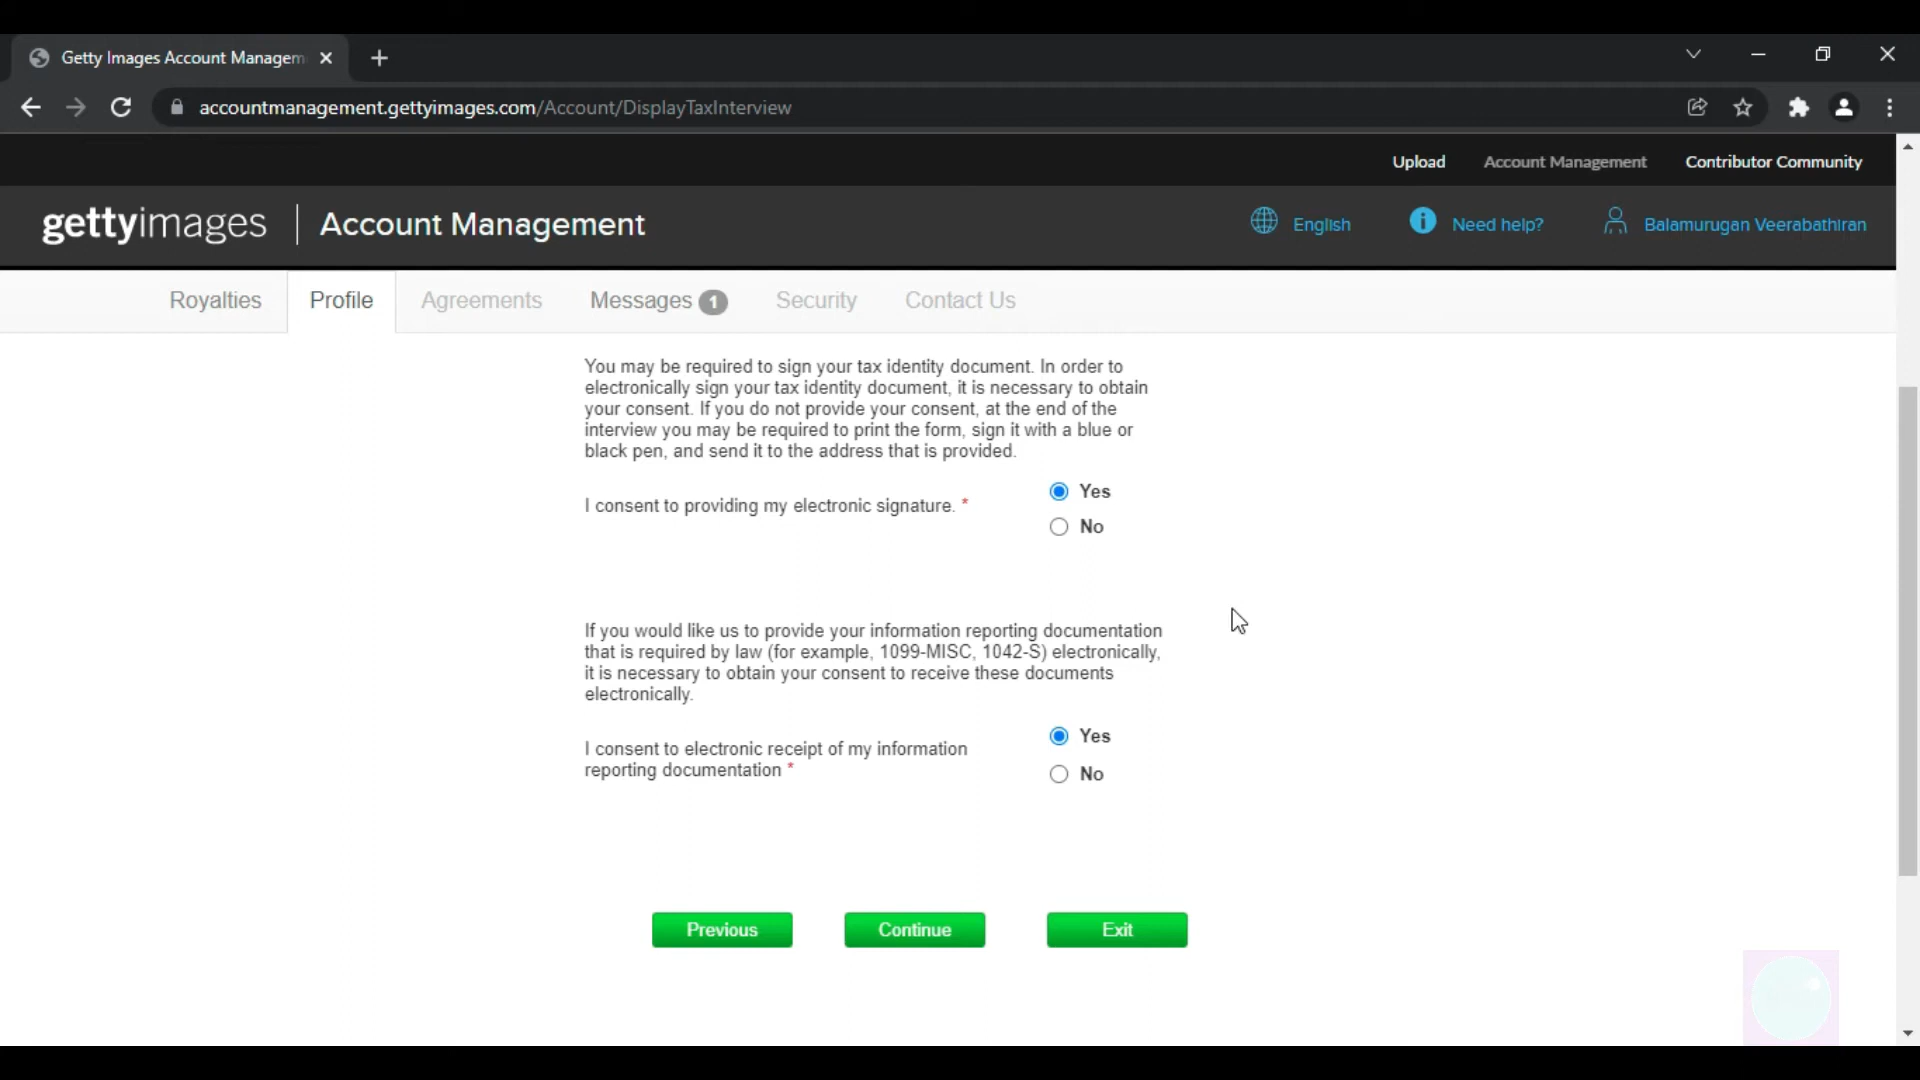 Getty Images Account Managem
accountmanagement.gettyimages.com/Account/DisplayTaxInterview
Upload Account Management Contributor Community
gettyimages Account Management English Need help? Balamurugan Veerabathiran
Royalties Profile Agreements Messages 1 Security Contact Us
You may be required to sign your tax identity document. In order to
electronically sign your tax identity document, it is necessary to obtain
your consent. If you do not provide your consent, at the end of the
interview you may be required to print the form, sign it with a blue or
black pen, and send it to the address that is provided.
I consent to providing my electronic signature. *
Yes
No
If you would like us to provide your information reporting documentation
that is required by law (for example, 1099-MISC, 1042-S) electronically,
it is necessary to obtain your consent to receive these documents
electronically.
I consent to electronic receipt of my information
reporting documentation *
Yes
No
Previous Continue Exit